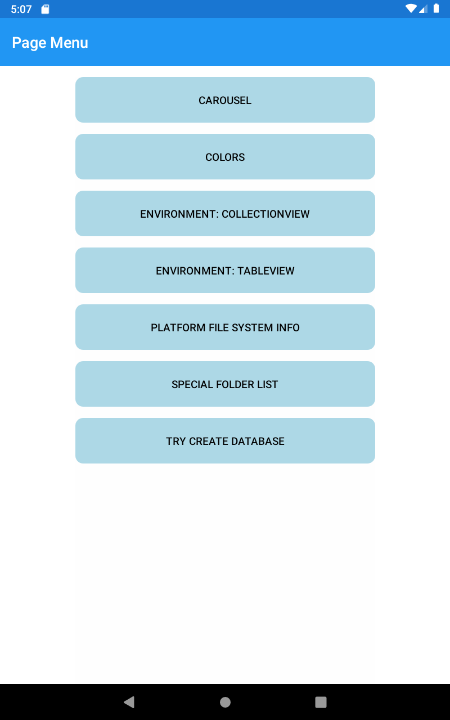 5:07
Page Menu
CAROUSEL
COLORS
ENVIRONMENT: COLLECTIONVIEW
ENVIRONMENT: TABLEVIEW
PLATFORM FILE SYSTEM INFO
SPECIAL FOLDER LIST
TRY CREATE DATABASE